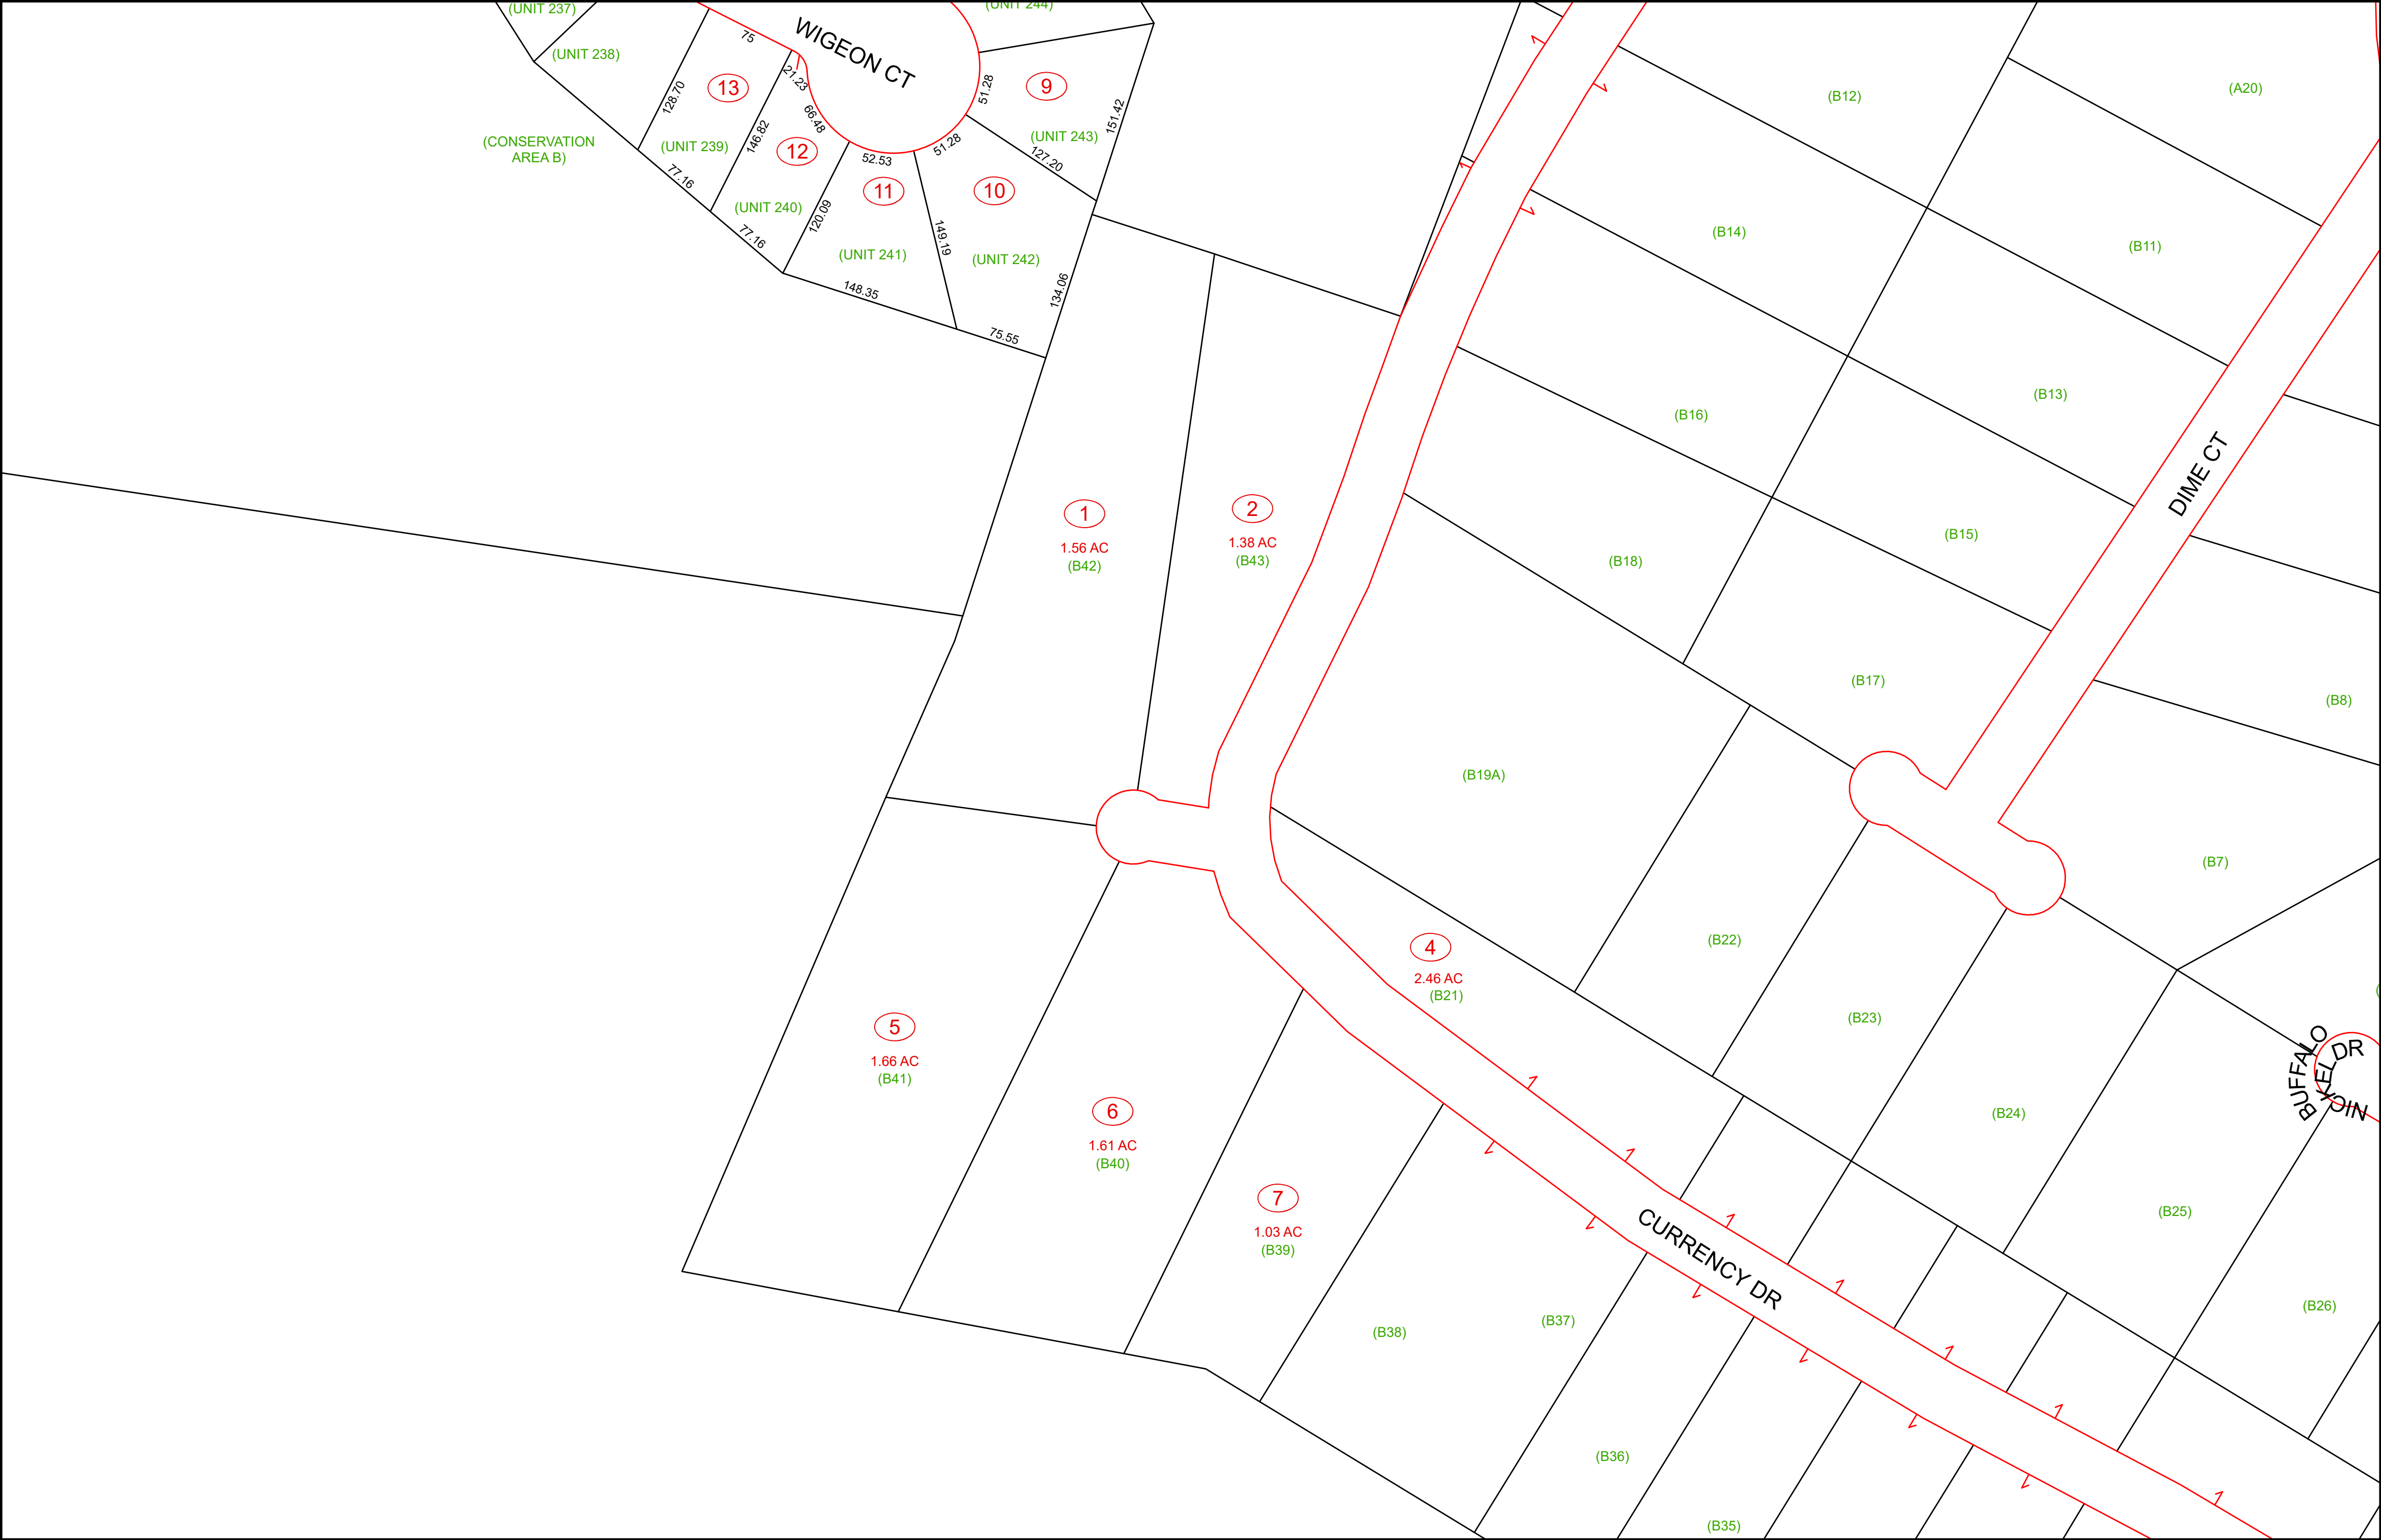 (UNIT 237)
(UNIT 244)
(UNIT 238)
75
WIGEON CT
(A20)
128.70
13
21.23
51.28
9
151.42
(B12)
66.48
(CONSERVATION
AREA B)
(UNIT 239)
146.82
12
52.53
51.28
(UNIT 243)
127.20
77.16
11
10
(UNIT 240)
120.09
149.19
(B14)
(B11)
77.16
(UNIT 241)
(UNIT 242)
148.35
134.06
75.55
(B16)
(B13)
DIME CT
1
1.56 AC
(B42)
2
1.38 AC
(B43)
(B18)
(B15)
(B17)
(B8)
(B19A)
(B7)
4
2.46 AC
(B21)
(B22)
(B23)
5
1.66 AC
(B41)
BUFFALO
NICKEL DR
6
1.61 AC
(B40)
(B24)
7
1.03 AC
(B39)
CURRENCY DR
(B25)
(B26)
(B38)
(B37)
(B36)
(B35)